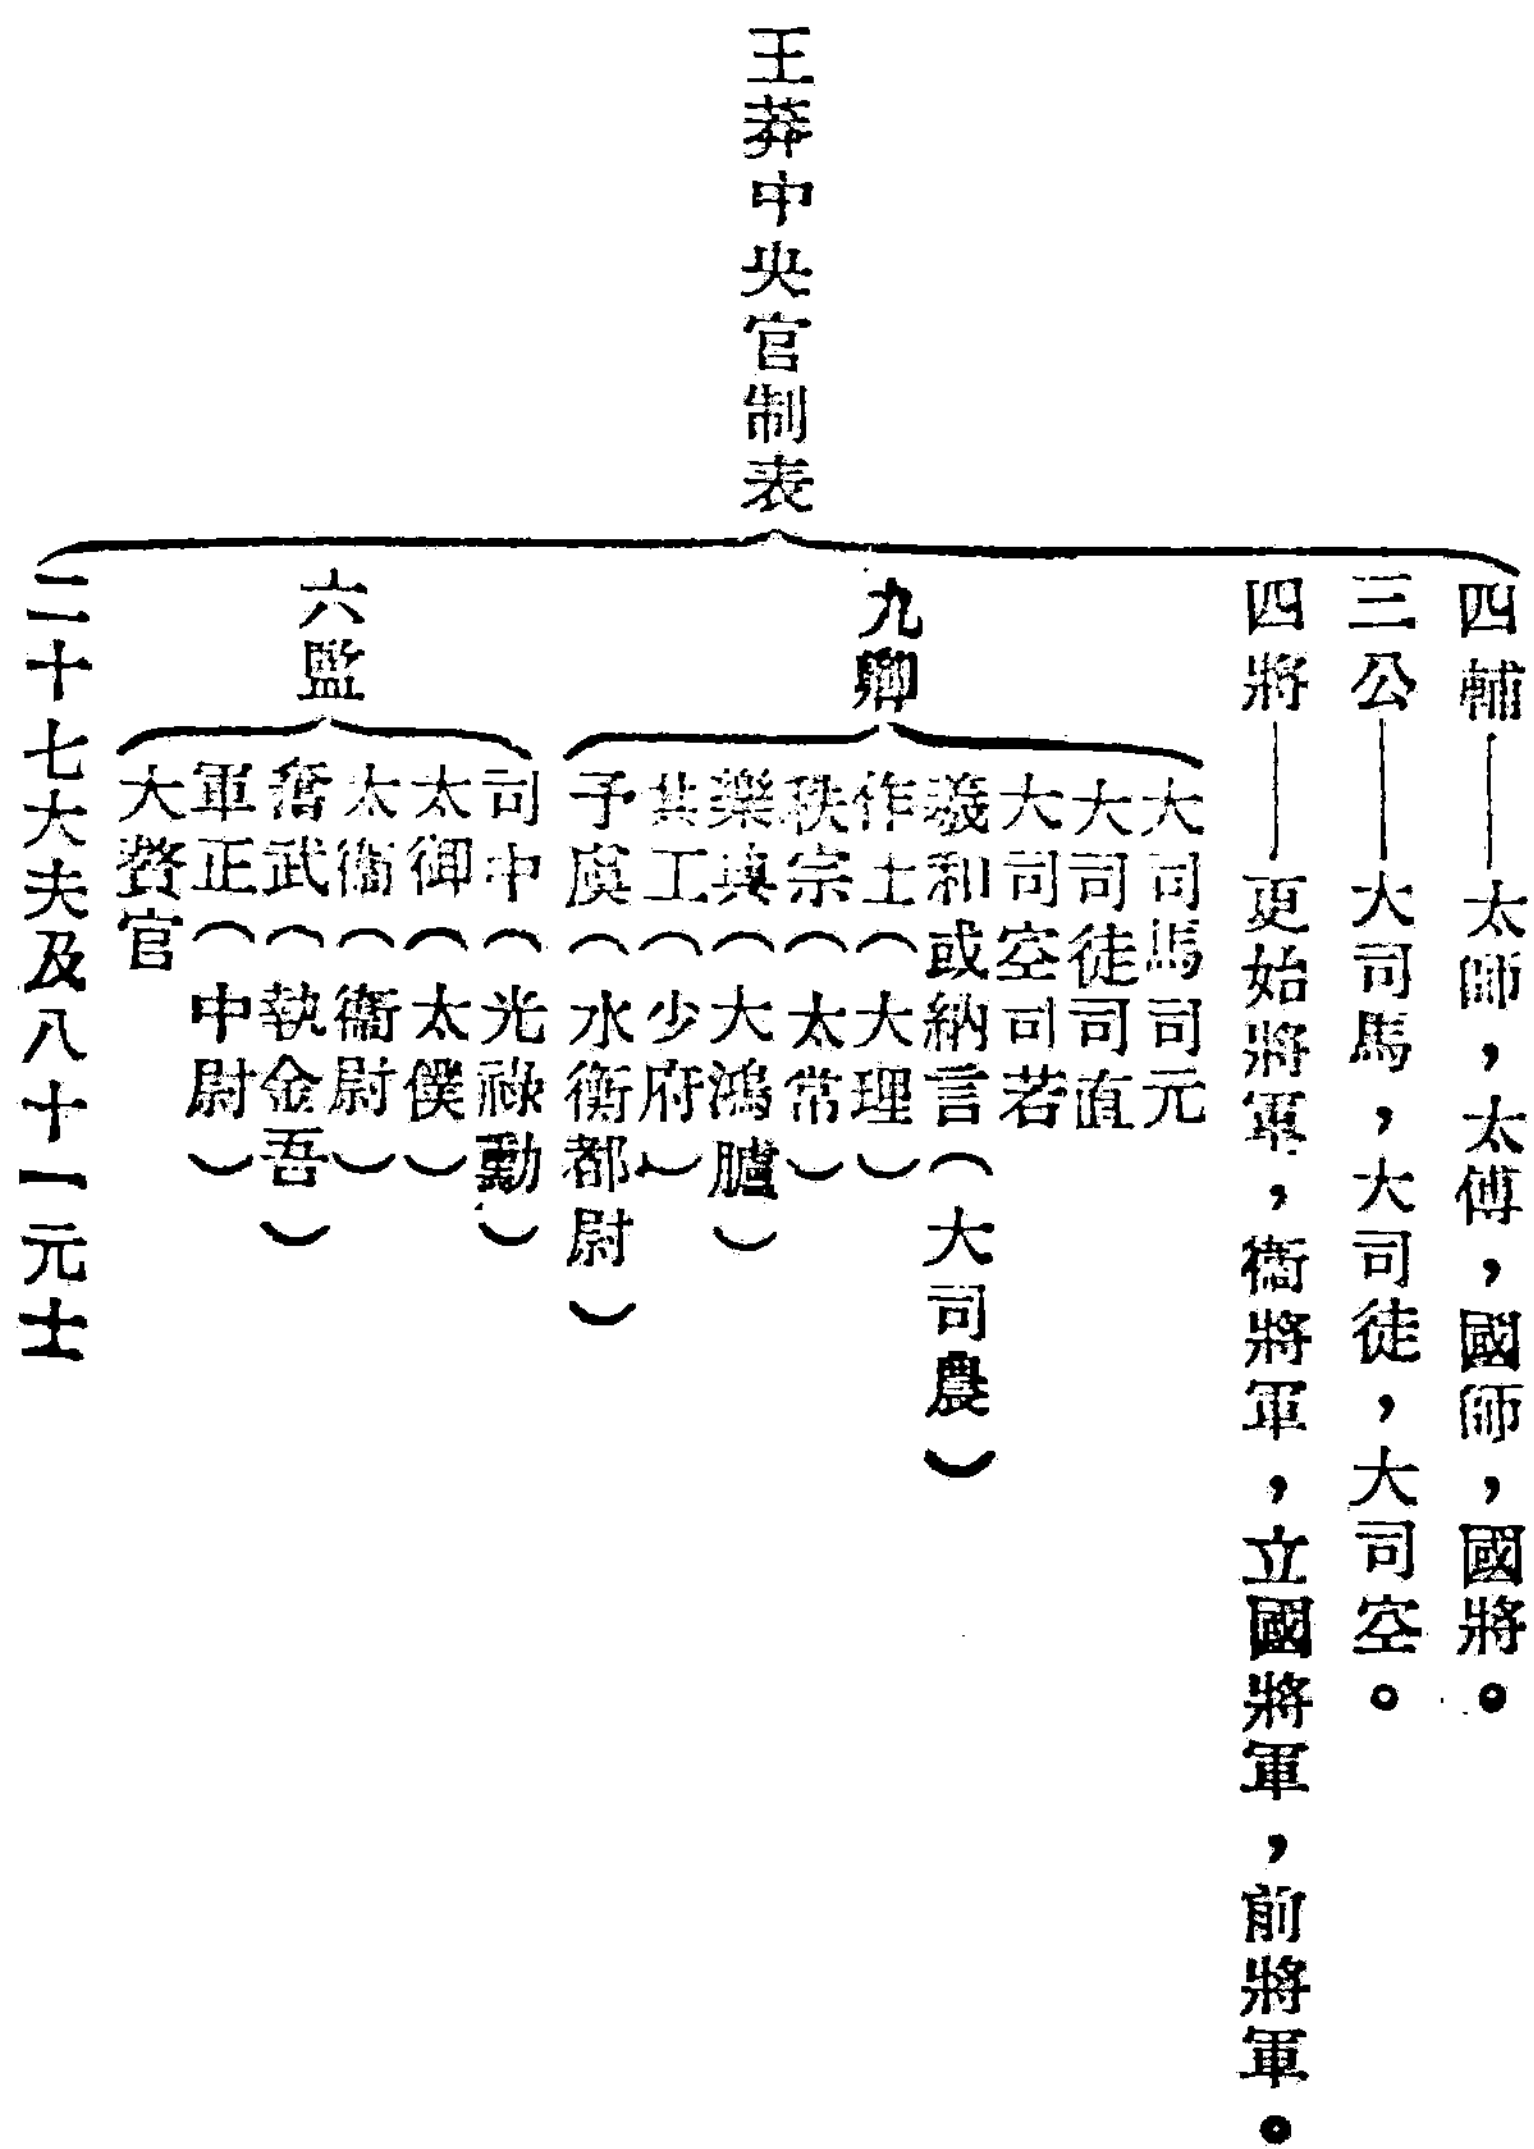 王莽中央官制表
四輔——太師，太傅，國師，國將。
三公——大司馬，大司徒，大司空。
四將——更始將軍，衞將軍，立國將軍，前將軍。
九卿
大司馬司元
大司徒司直
大司空司若
羲和或納言（大司農）
作士（大理）
秩宗（太常）
樂典（大鴻臚）
共工（少府）
予虞（水衡都尉）
六監
司中（光祿勳）
太御（太僕）
太衞（衞尉）
奮武（執金吾）
軍正（中尉）
大贅官
二十七大夫及八十一元士